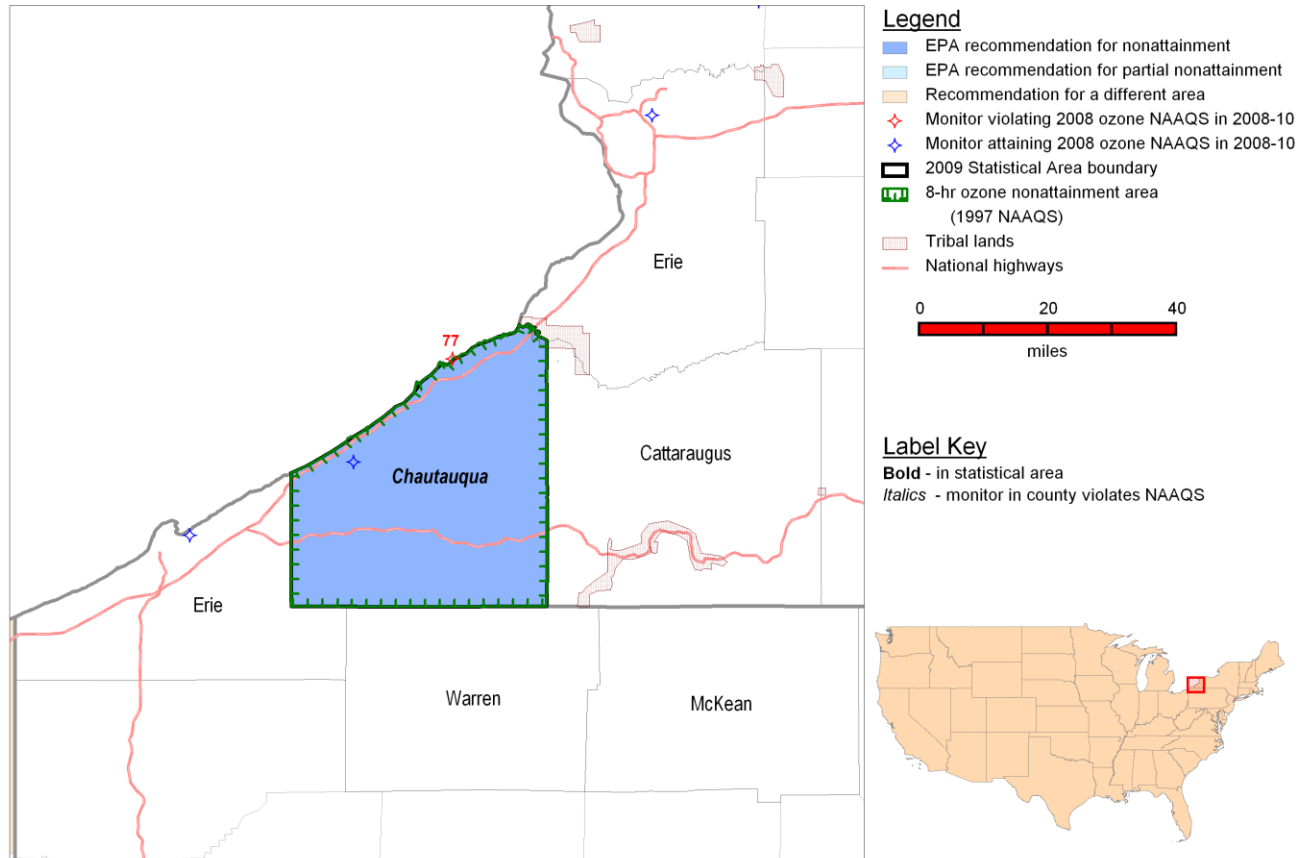 Legend
EPA recommendation for nonattainment
EPA recommendation for partial nonattainment
Recommendation for a different area
Monitor violating 2008 ozone NAAQS in 2008-10
Monitor attaining 2008 ozone NAAQS in 2008-10
2009 Statistical Area boundary
8-hr ozone nonattainment area
(1997 NAAQS)
Tribal lands
National highways
0 20 40
miles
Label Key
Bold - in statistical area
Italics - monitor in county violates NAAQS
Erie
77
Cattaraugus
Chautauqua
Erie
Warren
McKean